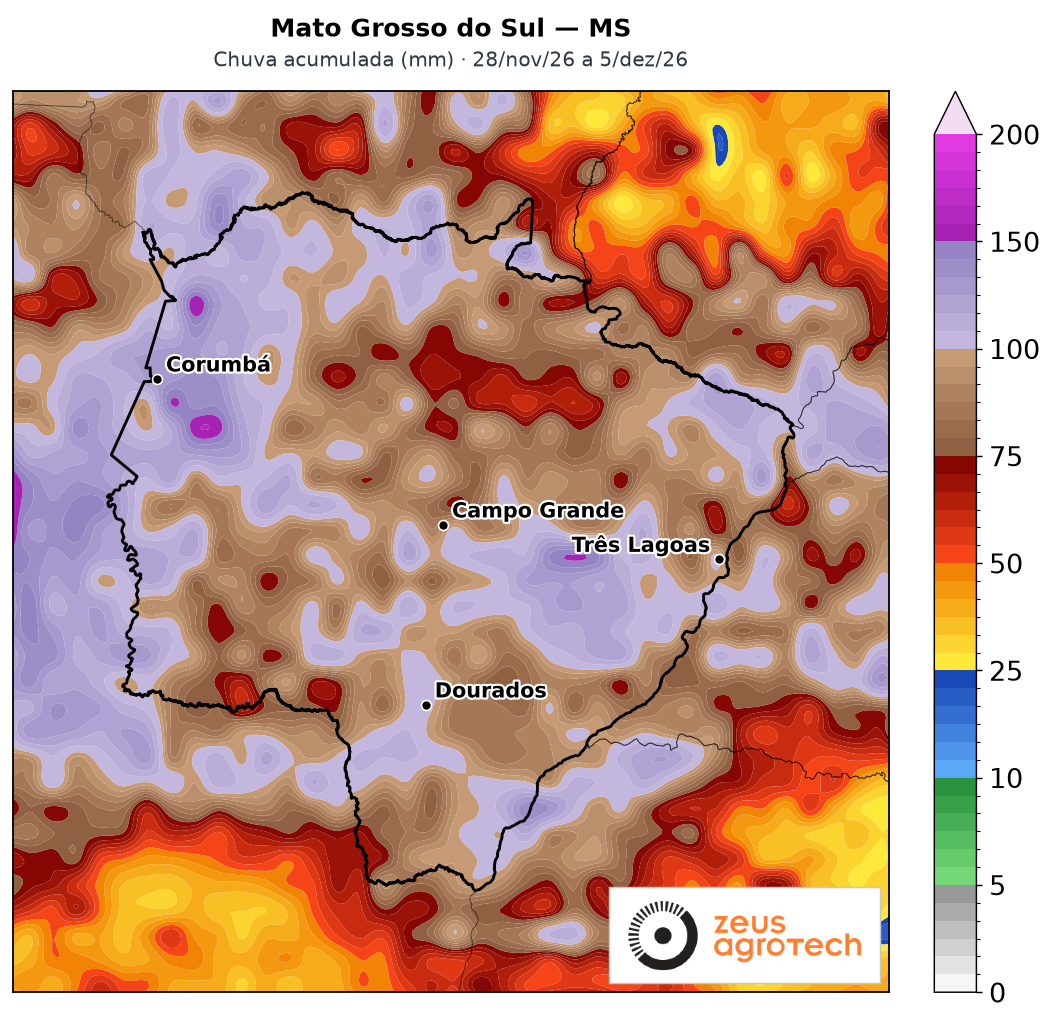 Mato Grosso do Sul — MS
Chuva acumulada (mm) · 28/nov/26 a 5/dez/26
200
150
Corumbá
100
75
Campo Grande
Três Lagoas
50
25
Dourados
10
5
zeus
agrotech
0